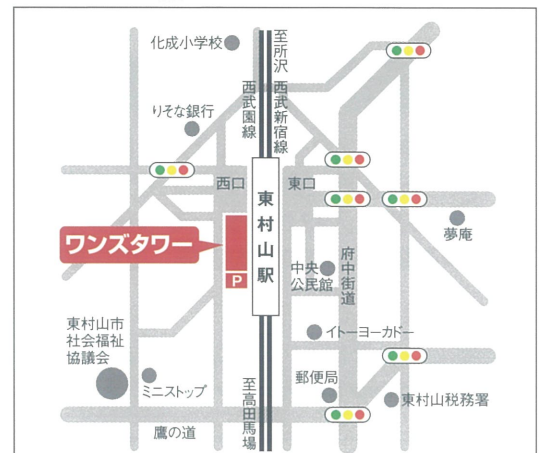 化成小学校
至所沢
西武園線
西武新宿線
りそな銀行
西口
東口
東村山駅
ワンズタワー
P
夢庵
中央
公民館
府中街道
東村山市
社会福祉
協議会
イトーヨーカドー
ミニストップ
至高田馬場
郵便局
東村山税務署
鷹の道